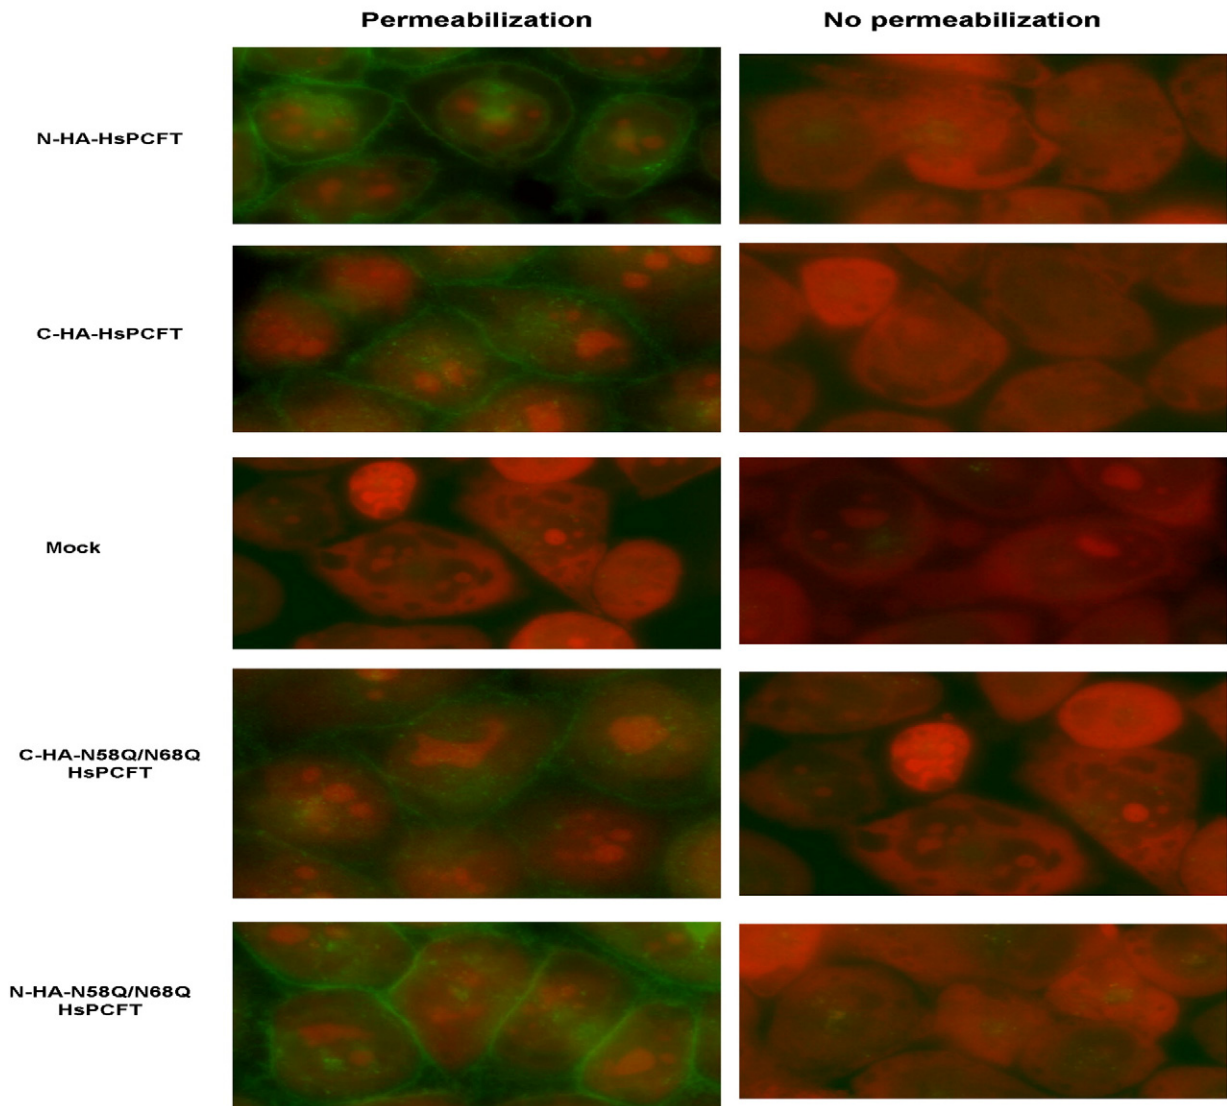 Permeabilization
No permeabilization
N-HA-HsPCFT
C-HA-HsPCFT
Mock
C-HA-N58Q/N68Q
HsPCFT
N-HA-N58Q/N68Q
HsPCFT